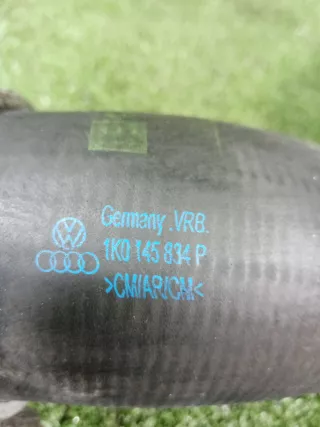 Germany .VRB.
1K0 145 834 P
>CM/AR/CM<